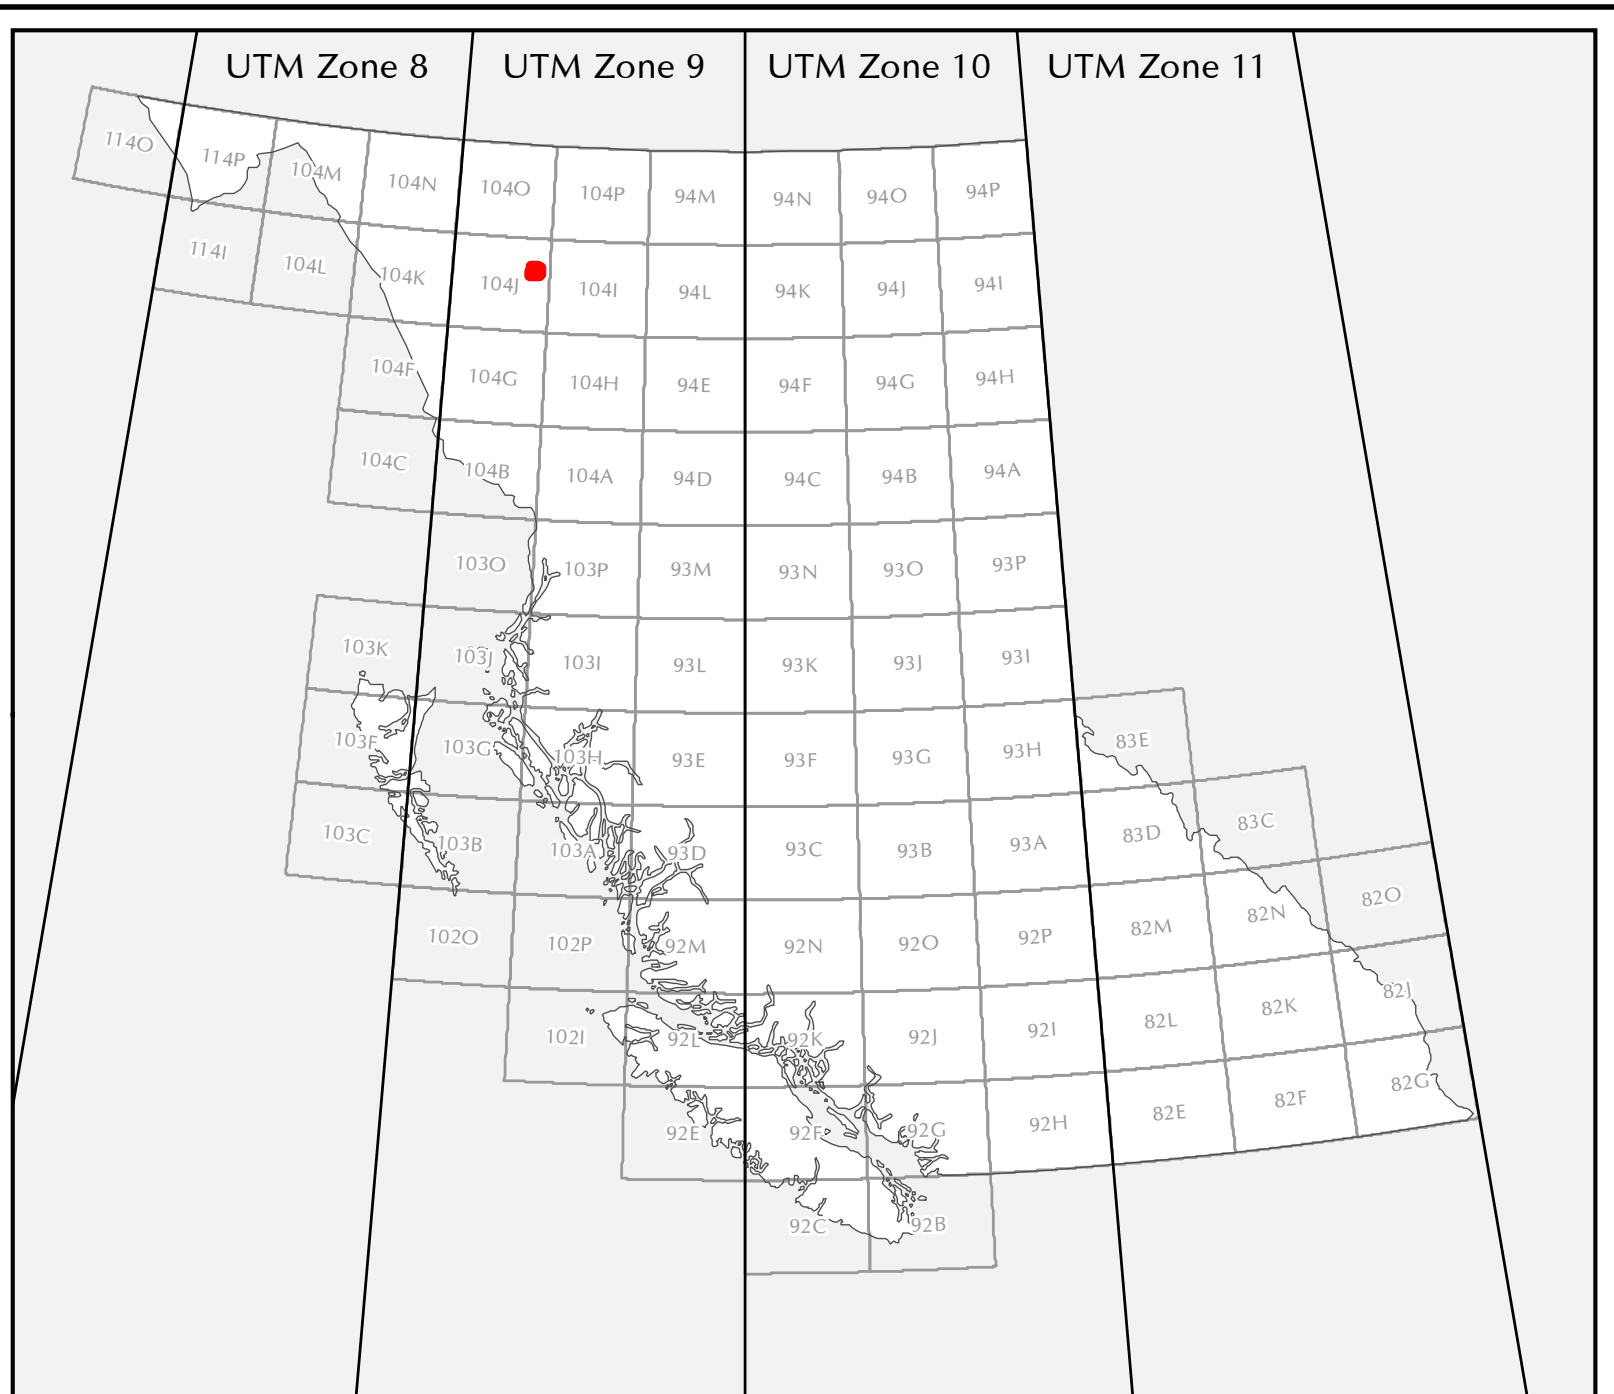 UTM Zone 8 UTM Zone 9 UTM Zone 10 UTM Zone 11
114O 114P 104M 104N 104O 104P 94M 94N 94O 94P
114I 104L 104K 104J 104I 94L 94K 94J 94I
104F 104G 104H 94E 94F 94G 94H
104C 104B 104A 94D 94C 94B 94A
103O 103P 93M 93N 93O 93P
103K 103J 103I 93L 93K 93J 93I
103F 103G 103H 93E 93F 93G 93H 83E
103C 103B 103A 93D 93C 93B 93A 83D 83C
102O 102P 92M 92N 92O 92P 82M 82N 82O
102I 92L 92K 92J 92I 82L 82K 82J
92E 92F 92G 92H 82E 82F 82G
92C 92B